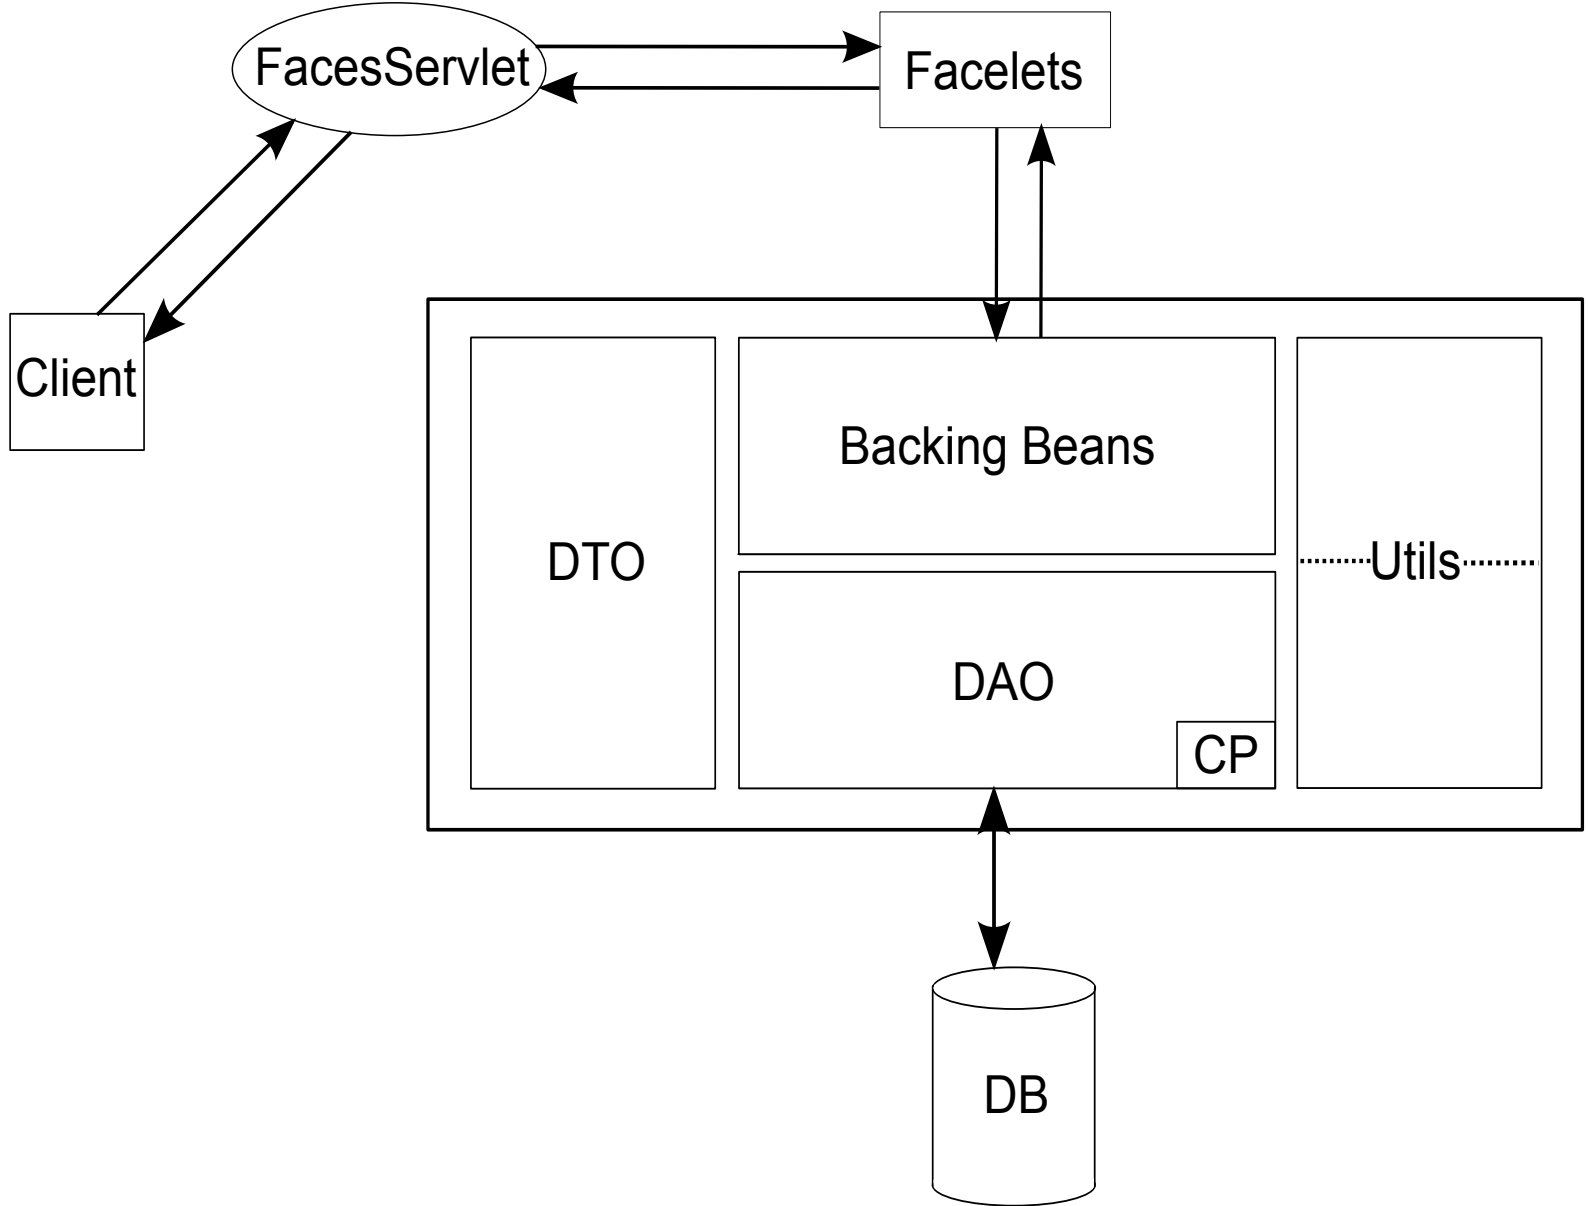 FacesServlet
Facelets
Client
Backing Beans
DTO
Utils
DAO
CP
DB